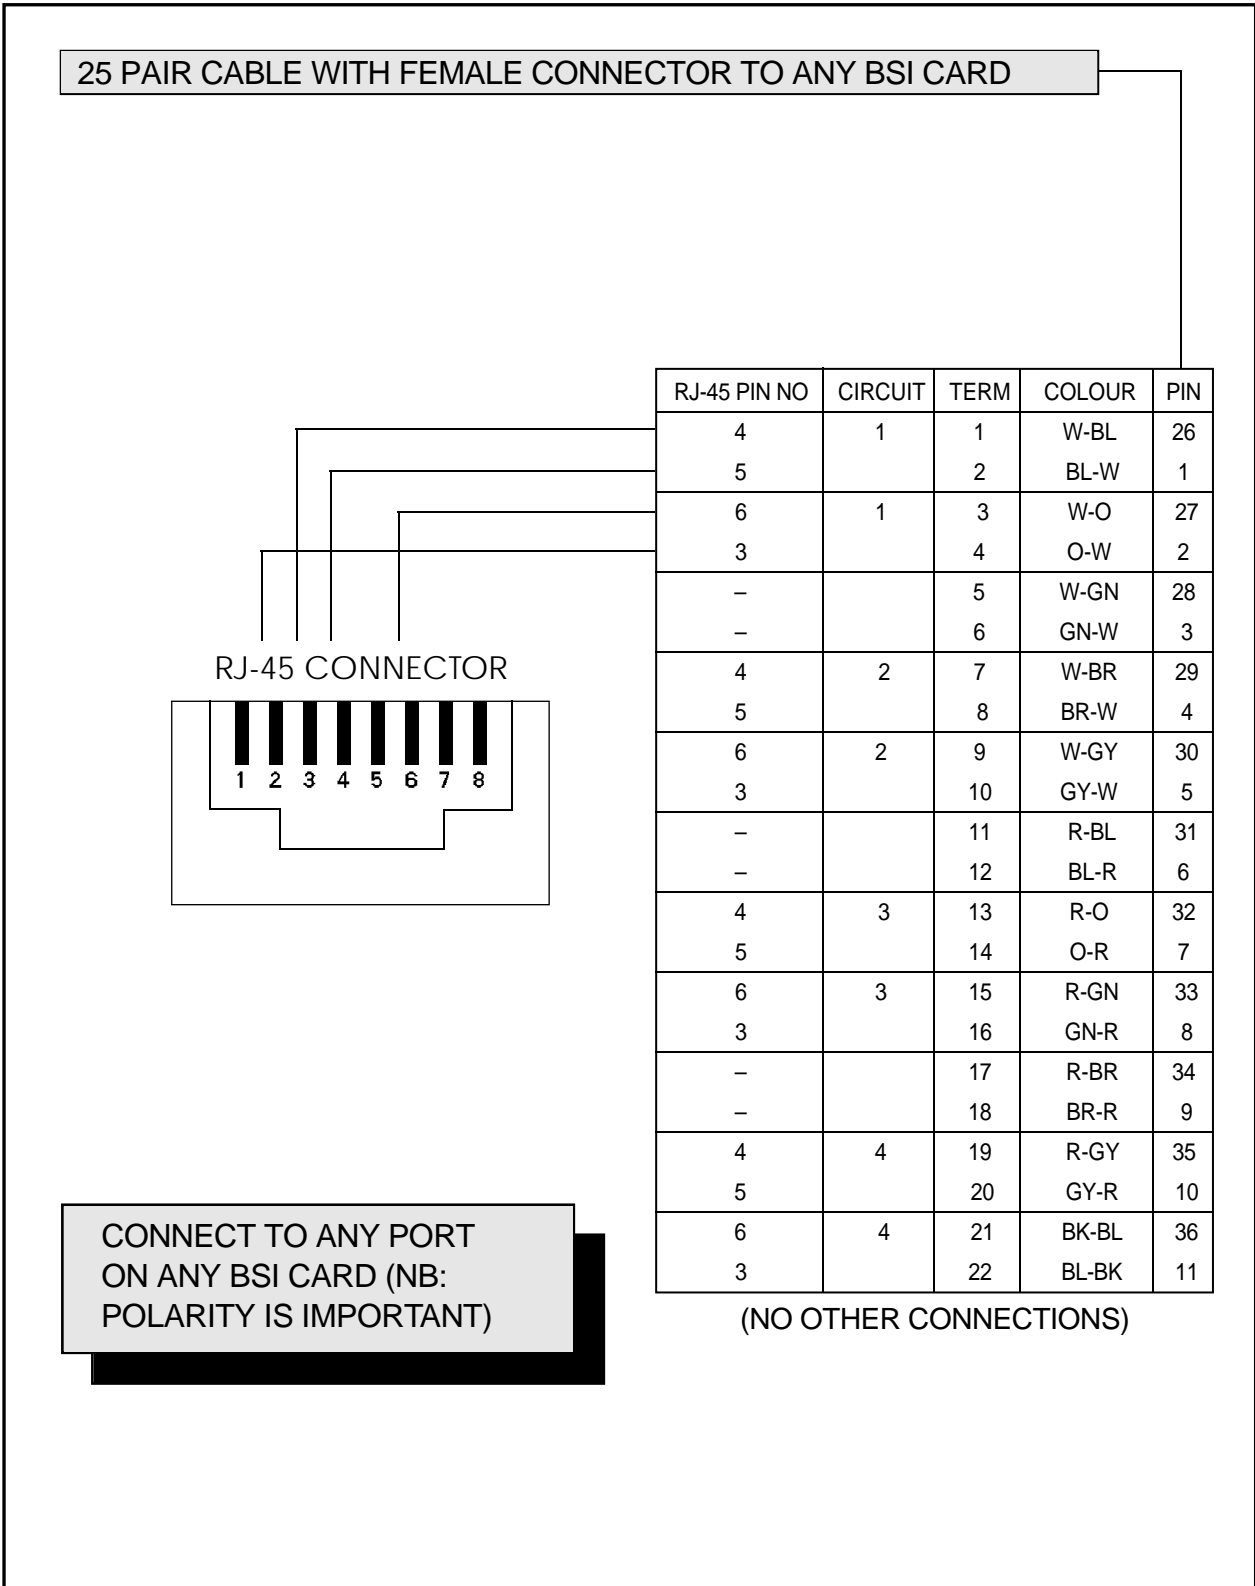 25 PAIR CABLE WITH FEMALE CONNECTOR TO ANY BSI CARD
RJ-45 PIN NO CIRCUIT TERM COLOUR PIN
4 1 1 W-BL 26
5 2 BL-W 1
6 1 3 W-O 27
3 4 O-W 2
– 5 W-GN 28
– 6 GN-W 3
4 2 7 W-BR 29
5 8 BR-W 4
6 2 9 W-GY 30
3 10 GY-W 5
– 11 R-BL 31
– 12 BL-R 6
4 3 13 R-O 32
5 14 O-R 7
6 3 15 R-GN 33
3 16 GN-R 8
– 17 R-BR 34
– 18 BR-R 9
4 4 19 R-GY 35
5 20 GY-R 10
6 4 21 BK-BL 36
3 22 BL-BK 11
(NO OTHER CONNECTIONS)
RJ-45 CONNECTOR
1 2 3 4 5 6 7 8
CONNECT TO ANY PORT
ON ANY BSI CARD (NB:
POLARITY IS IMPORTANT)